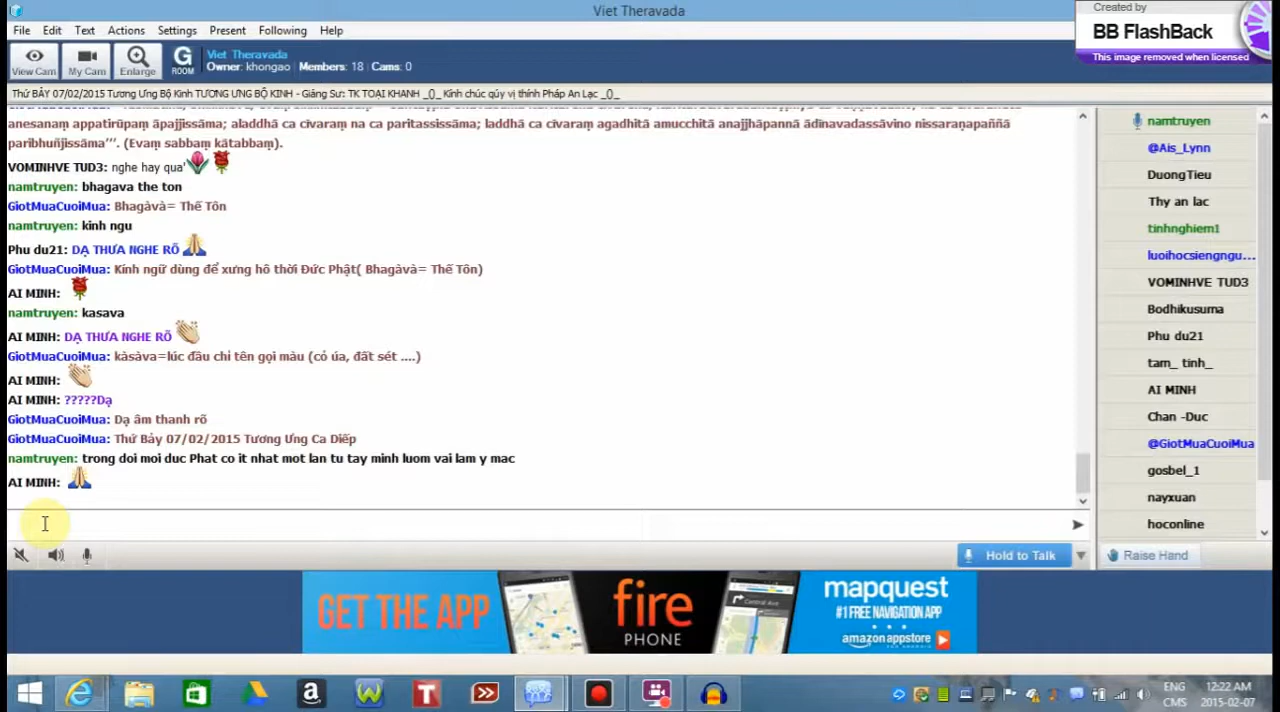 Viet Theravada
Created by
BB FlashBack
This image removed when licensed
File Edit Text Actions Settings Present Following Help
View Cam My Cam Enlarge G ROOM
Viet Theravada
Owner: khongao Members: 18 Cams: 0
Thứ BẢY 07/02/2015 Tương Ưng Bộ Kinh TƯƠNG ƯNG BỘ KINH - Giảng Sư: TK TOẠI KHANH _()_ Kính chúc qúy vị thính Pháp An Lạc _()_
anesanaṃ appatirūpaṃ āpajjissāma; aladdhā ca cīvaraṃ na ca paritassissāma; laddhā ca cīvaraṃ agadhitā amucchitā anajjhāpannā ādīnavadassāvino nissaraṇapaññā
paribhuñjissāma’’’. (Evaṃ sabbaṃ kātabbaṃ).
VOMINHVE TUD3: nghe hay qua'
namtruyen: bhagava the ton
GiotMuaCuoiMua: Bhagàvà= Thế Tôn
namtruyen: kinh ngu
Phu du21: DẠ THƯA NGHE RÕ
GiotMuaCuoiMua: Kính ngữ dùng để xưng hô thời Đức Phật( Bhagàvà= Thế Tôn)
AI MINH:
namtruyen: kasava
AI MINH: DẠ THƯA NGHE RÕ
GiotMuaCuoiMua: kàsàva=lúc đầu chỉ tên gọi màu (cỏ úa, đất sét ....)
AI MINH:
AI MINH: ?????Dạ
GiotMuaCuoiMua: Dạ âm thanh rõ
GiotMuaCuoiMua: Thứ Bảy 07/02/2015 Tương Ưng Ca Diếp
namtruyen: trong doi moi duc Phat co it nhat mot lan tu tay minh luom vai lam y mac
AI MINH:
namtruyen
@Ais_Lynn
DuongTieu
Thy an lac
tinhnghiem1
luoihocsiengngu...
VOMINHVE TUD3
Bodhikusuma
Phu du21
tam_ tinh_
AI MINH
Chan -Duc
@GiotMuaCuoiMua
gosbel_1
nayxuan
hoconline
Hold to Talk
Raise Hand
GET THE APP
fire
PHONE
mapquest
#1 FREE NAVIGATION APP
amazon appstore
ENG 12:22 AM
CMS 2015-02-07